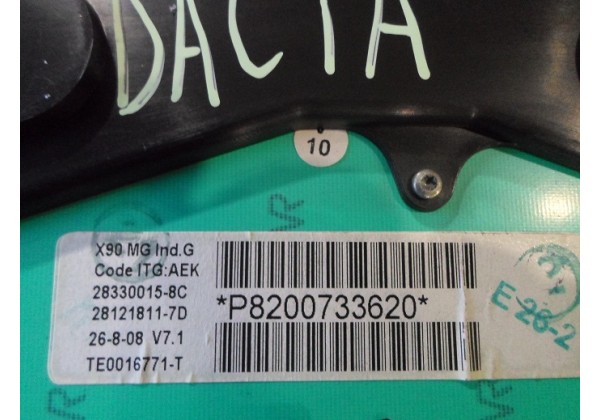 DACIA
10
X90 MG Ind.G
Code ITG:AEK
28330015-8C
28121811-7D
26-8-08 V7.1
TE0016771-T
*P8200733620*
E-26-2